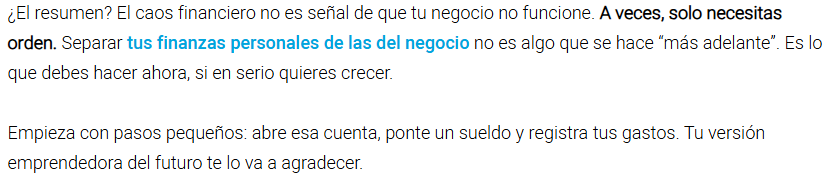 ¿El resumen? El caos financiero no es señal de que tu negocio no funcione. A veces, solo necesitas
orden. Separar tus finanzas personales de las del negocio no es algo que se hace “más adelante”. Es lo
que debes hacer ahora, si en serio quieres crecer.
Empieza con pasos pequeños: abre esa cuenta, ponte un sueldo y registra tus gastos. Tu versión
emprendedora del futuro te lo va a agradecer.